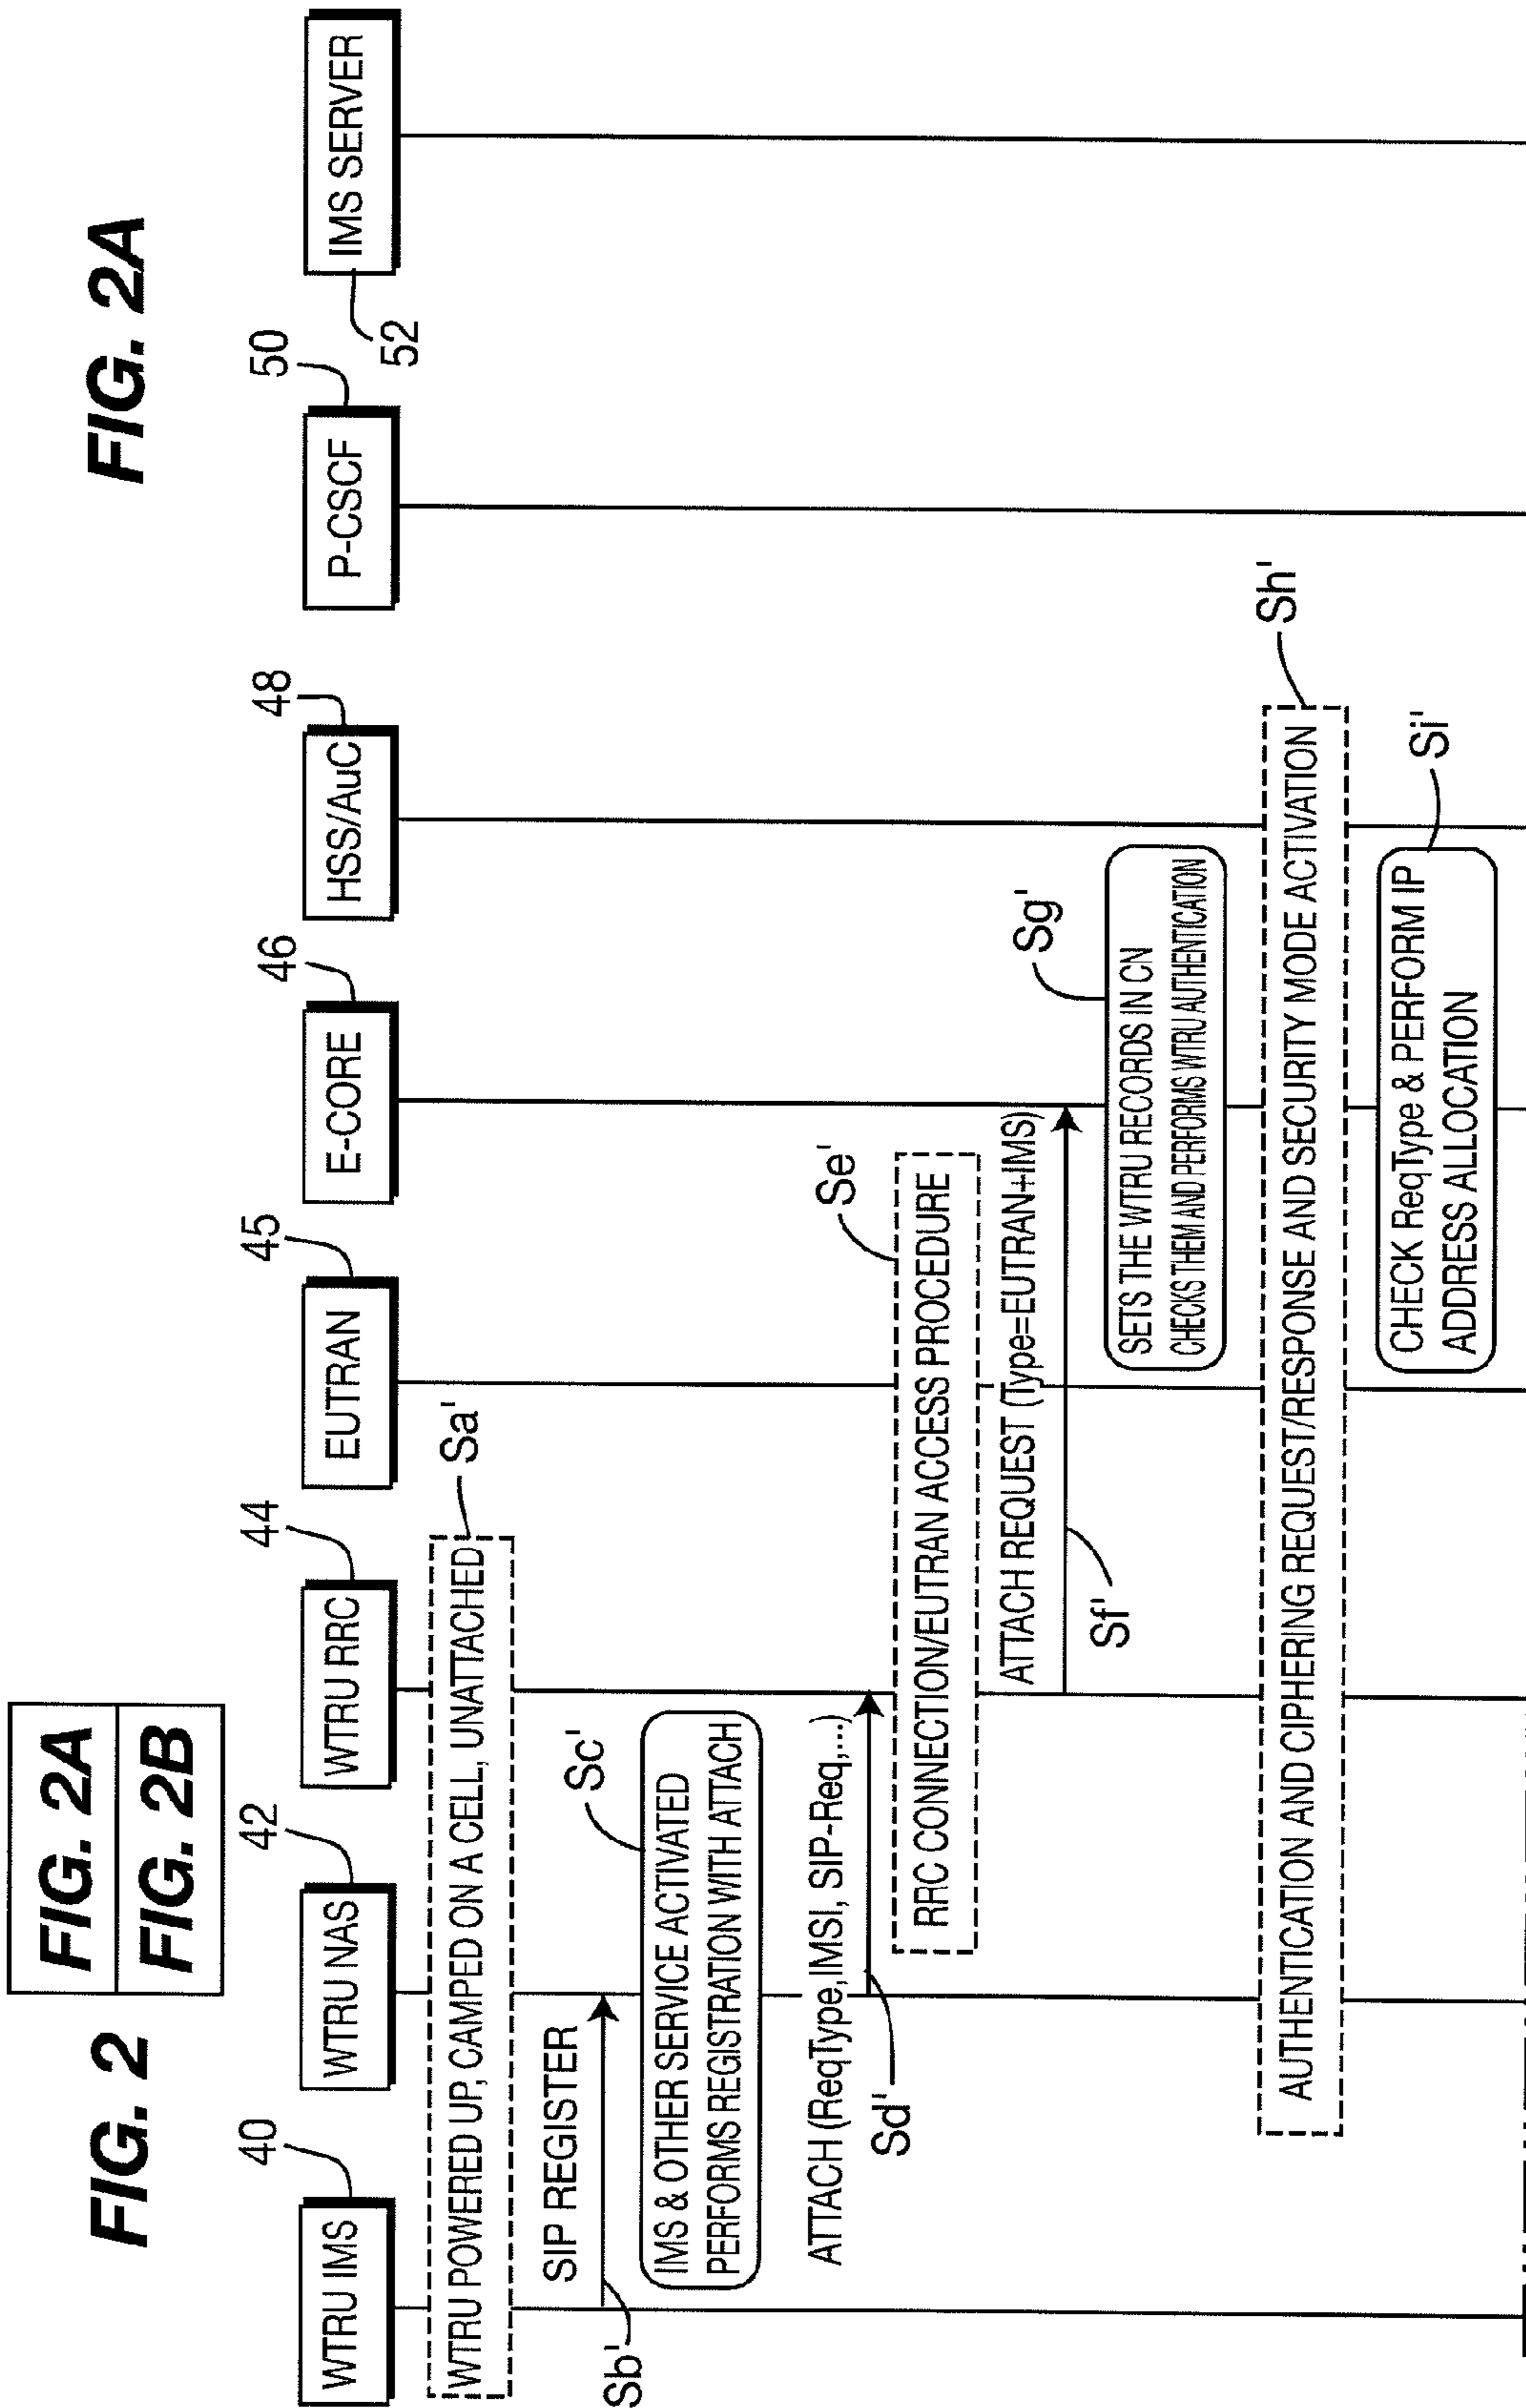 FIG. 2
FIG. 2A
FIG. 2B
FIG. 2A
40
42
44
45
46
48
50
52
WTRU IMS
WTRU NAS
WTRU RRC
EUTRAN
E-CORE
HSS/AuC
P-CSCF
IMS SERVER
WTRU POWERED UP, CAMPED ON A CELL, UNATTACHED
Sa'
SIP REGISTER
Sb'
IMS & OTHER SERVICE ACTIVATED
PERFORMS REGISTRATION WITH ATTACH
Sc'
ATTACH (ReqType,IMSI, SIP-Req,...)
Sd'
RRC CONNECTION/EUTRAN ACCESS PROCEDURE
Se'
ATTACH REQUEST (Type=EUTRAN+IMS)
Sf'
SETS THE WTRU RECORDS IN CN
CHECKS THEM AND PERFORMS WTRU AUTHENTICATION
Sg'
AUTHENTICATION AND CIPHERING REQUEST/RESPONSE AND SECURITY MODE ACTIVATION
Sh'
CHECK ReqType & PERFORM IP
ADDRESS ALLOCATION
Si'